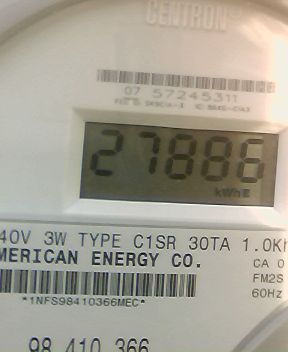 CENTRON®
07 57245311
27886
kWh
40V 3W TYPE C1SR 30TA 1.0Kh
MERICAN ENERGY CO.
CA 0
FM2S
60Hz
*1NFS98410366MEC*
98 410 366